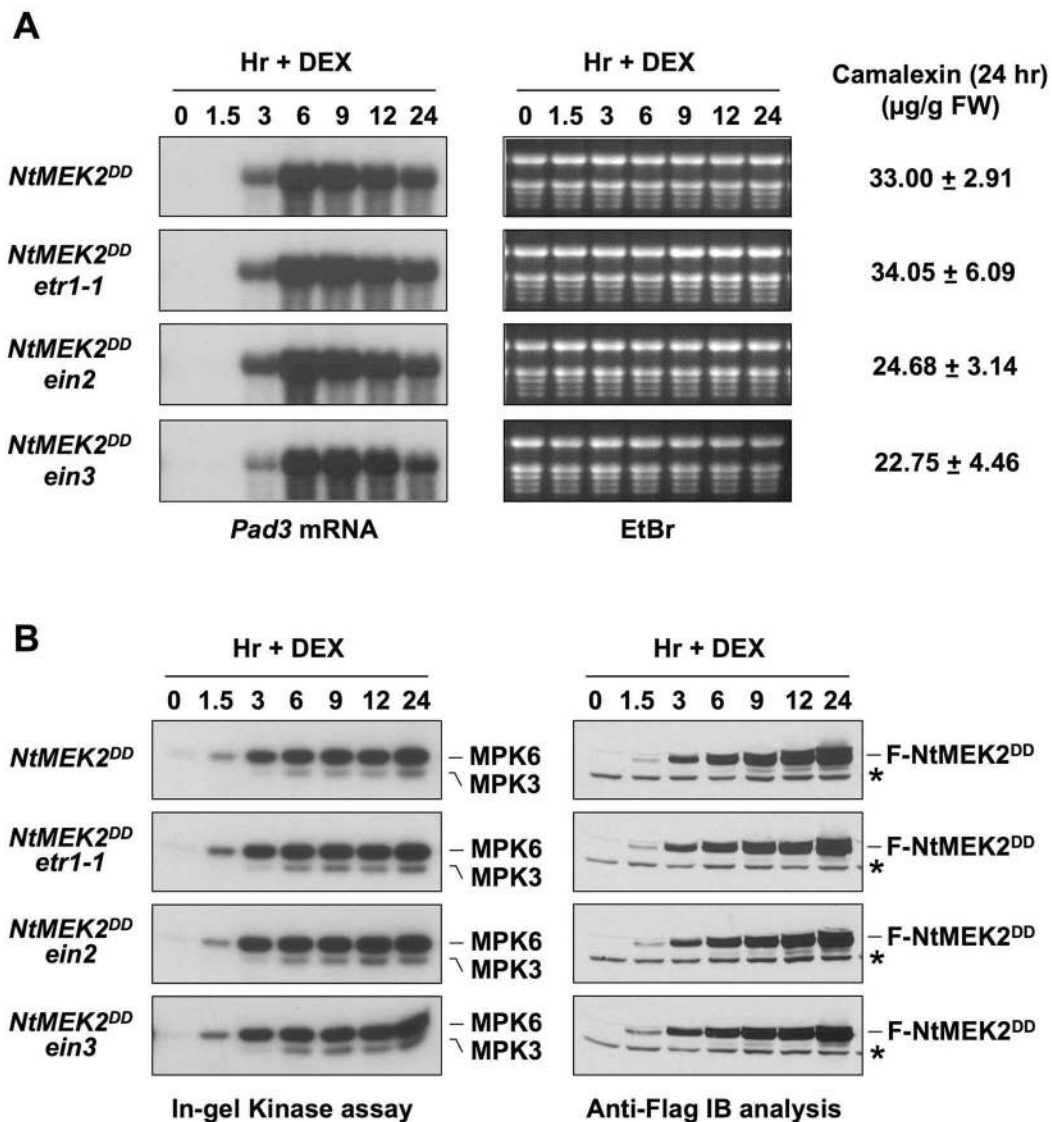 A
Hr + DEX
Hr + DEX
Camalexin (24 hr)
(µg/g FW)
0 1.5 3 6 9 12 24
0 1.5 3 6 9 12 24
NtMEK2DD
33.00 ± 2.91
NtMEK2DD
etr1-1
34.05 ± 6.09
NtMEK2DD
ein2
24.68 ± 3.14
NtMEK2DD
ein3
22.75 ± 4.46
Pad3 mRNA
EtBr
B
Hr + DEX
Hr + DEX
0 1.5 3 6 9 12 24
0 1.5 3 6 9 12 24
NtMEK2DD
MPK6
MPK3
F-NtMEK2DD
*
NtMEK2DD
etr1-1
MPK6
MPK3
F-NtMEK2DD
*
NtMEK2DD
ein2
MPK6
MPK3
F-NtMEK2DD
*
NtMEK2DD
ein3
MPK6
MPK3
F-NtMEK2DD
*
In-gel Kinase assay
Anti-Flag IB analysis